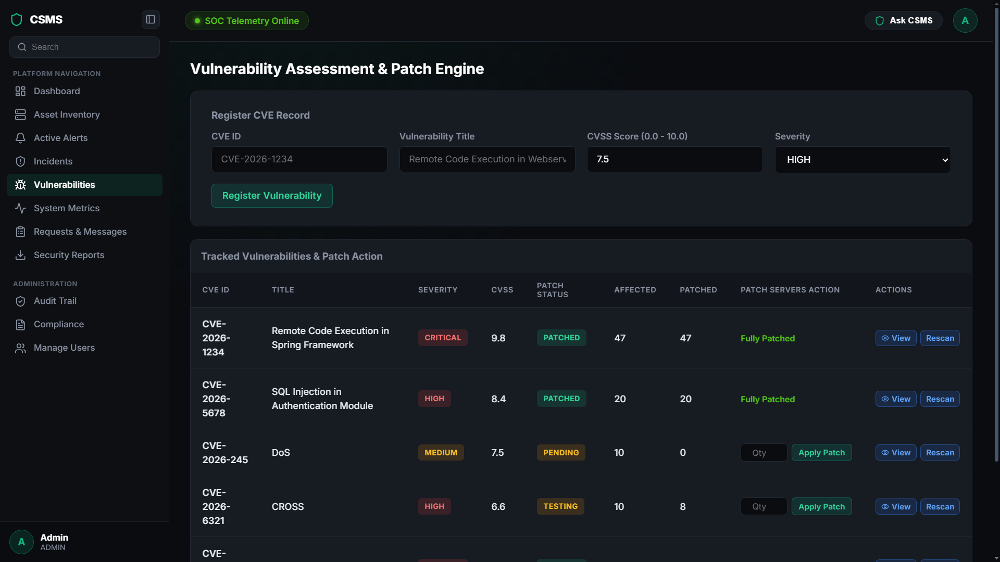 CSMS
Search
PLATFORM NAVIGATION
Dashboard
Asset Inventory
Active Alerts
Incidents
Vulnerabilities
System Metrics
Requests & Messages
Security Reports
ADMINISTRATION
Audit Trail
Compliance
Manage Users
A
Admin
ADMIN
SOC Telemetry Online
Ask CSMS
A
Vulnerability Assessment & Patch Engine
Register CVE Record
CVE ID
Vulnerability Title
CVSS Score (0.0 - 10.0)
Severity
CVE-2026-1234
Remote Code Execution in Webserv
7.5
HIGH
Register Vulnerability
Tracked Vulnerabilities & Patch Action
CVE ID
TITLE
SEVERITY
CVSS
PATCH
STATUS
AFFECTED
PATCHED
PATCH SERVERS ACTION
ACTIONS
CVE-
2026-
1234
Remote Code Execution in
Spring Framework
CRITICAL
9.8
PATCHED
47
47
Fully Patched
View
Rescan
CVE-
2026-
5678
SQL Injection in
Authentication Module
HIGH
8.4
PATCHED
20
20
Fully Patched
View
Rescan
CVE-
2026-245
DoS
MEDIUM
7.5
PENDING
10
0
Qty
Apply Patch
View
Rescan
CVE-
2026-
6321
CROSS
HIGH
6.6
TESTING
10
8
Qty
Apply Patch
View
Rescan
CVE-